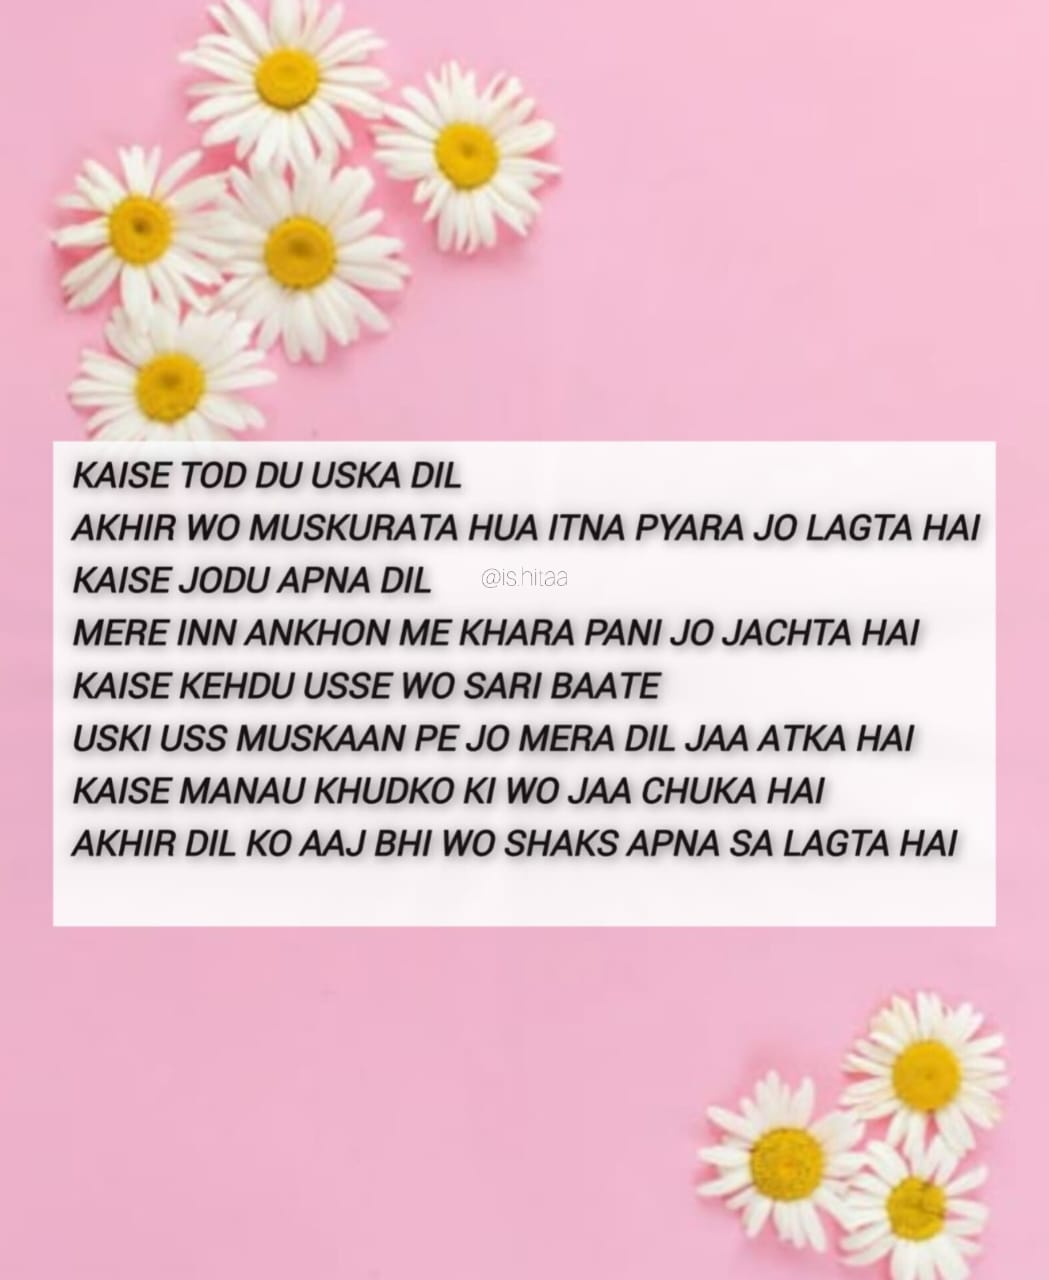 KAISE TOD DU USKA DIL
AKHIR WO MUSKURATA HUA ITNA PYARA JO LAGTA HAI
KAISE JODU APNA DIL
@is.hitaa
MERE INN ANKHON ME KHARA PANI JO JACHTA HAI
KAISE KEHDU USSE WO SARI BAATE
USKI USS MUSKAAN PE JO MERA DIL JAA ATKA HAI
KAISE MANAU KHUDKO KI WO JAA CHUKA HAI
AKHIR DIL KO AAJ BHI WO SHAKS APNA SA LAGTA HAI